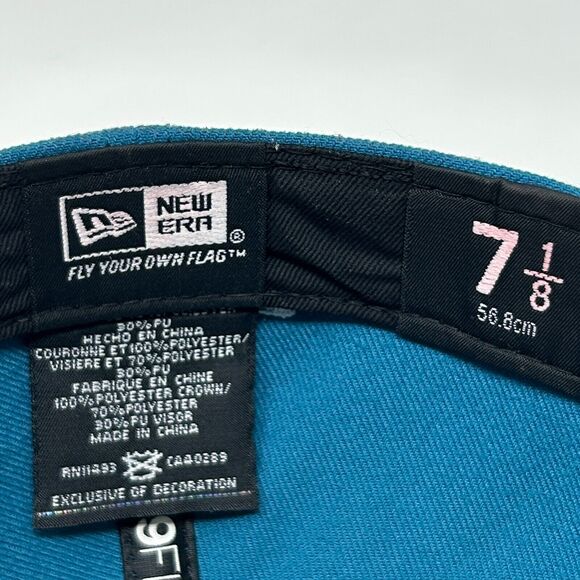 NEW
ERA
®
FLY YOUR OWN FLAG™
7 1/8
56.8cm
30%PU
HECHO EN CHINA
COURONNE ET 100%POLYESTER/
VISIERE ET 70%POLYESTER
30%PU
FABRIQUE EN CHINE
100%POLYESTER CROWN/
70%POLYESTER
30%PU VISOR
MADE IN CHINA
RN11493 CA40289
EXCLUSIVE OF DECORATION
9FI